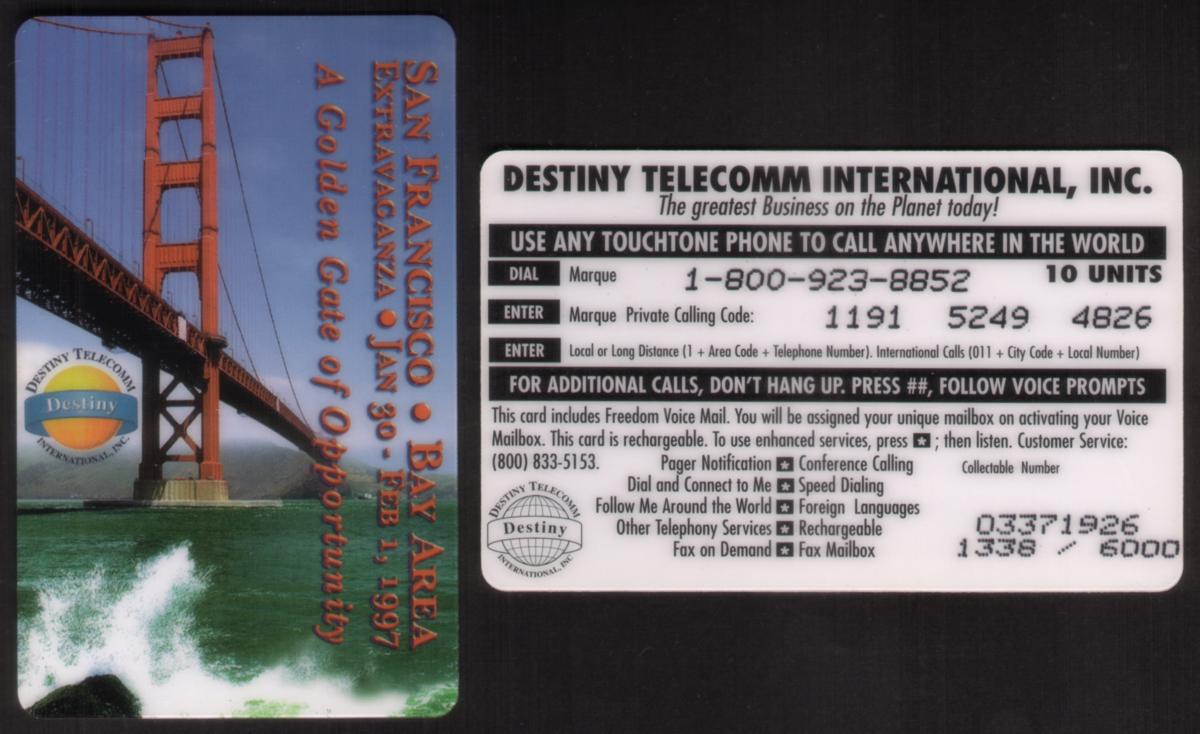 SAN FRANCISCO • BAY AREA
EXTRAVAGANZA • JAN 30 - FEB 1, 1997
A Golden Gate of Opportunity
DESTINY TELECOMM
Destiny
INTERNATIONAL, INC.
DESTINY TELECOMM INTERNATIONAL, INC.
The greatest Business on the Planet today!
USE ANY TOUCHTONE PHONE TO CALL ANYWHERE IN THE WORLD
DIAL Marque 1-800-923-8852 10 UNITS
ENTER Marque Private Calling Code: 1191 5249 4826
ENTER Local or Long Distance (1 + Area Code + Telephone Number). International Calls (011 + City Code + Local Number)
FOR ADDITIONAL CALLS, DON'T HANG UP. PRESS ##, FOLLOW VOICE PROMPTS
This card includes Freedom Voice Mail. You will be assigned your unique mailbox on activating your Voice
Mailbox. This card is rechargeable. To use enhanced services, press ★ ; then listen. Customer Service:
(800) 833-5153.
Pager Notification ★ Conference Calling
Dial and Connect to Me ★ Speed Dialing
Follow Me Around the World ★ Foreign Languages
Other Telephony Services ★ Rechargeable
Fax on Demand ★ Fax Mailbox
Collectable Number
03371926
1338 / 6000
DESTINY TELECOMM
Destiny
INTERNATIONAL, INC